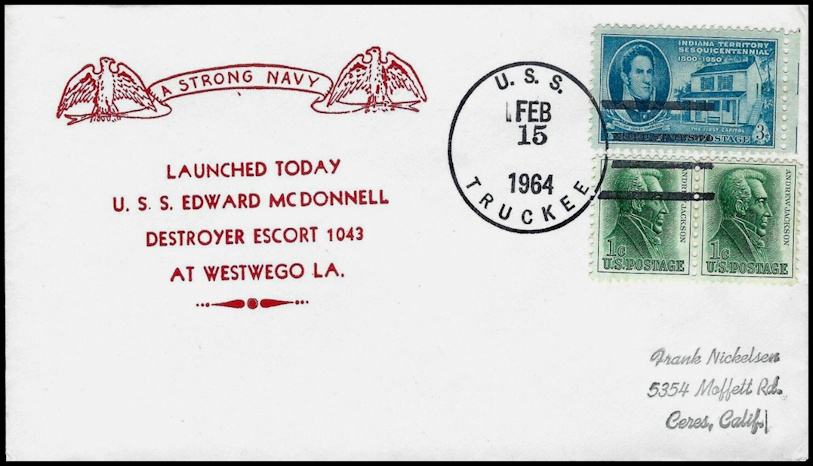 A STRONG NAVY
LAUNCHED TODAY
U. S. S. EDWARD MCDONNELL
DESTROYER ESCORT 1043
AT WESTWEGO LA.
U. S. S.
FEB
15
1964
TRUCKEE
INDIANA TERRITORY
SESQUICENTENNIAL
1800-1950
THE FIRST CAPITOL
POSTAGE 3¢
ANDREW JACKSON
1¢
U.S. POSTAGE
ANDREW JACKSON
1¢
U.S. POSTAGE
Frank Nickelsen
5354 Moffett Rd.
Ceres, Calif.